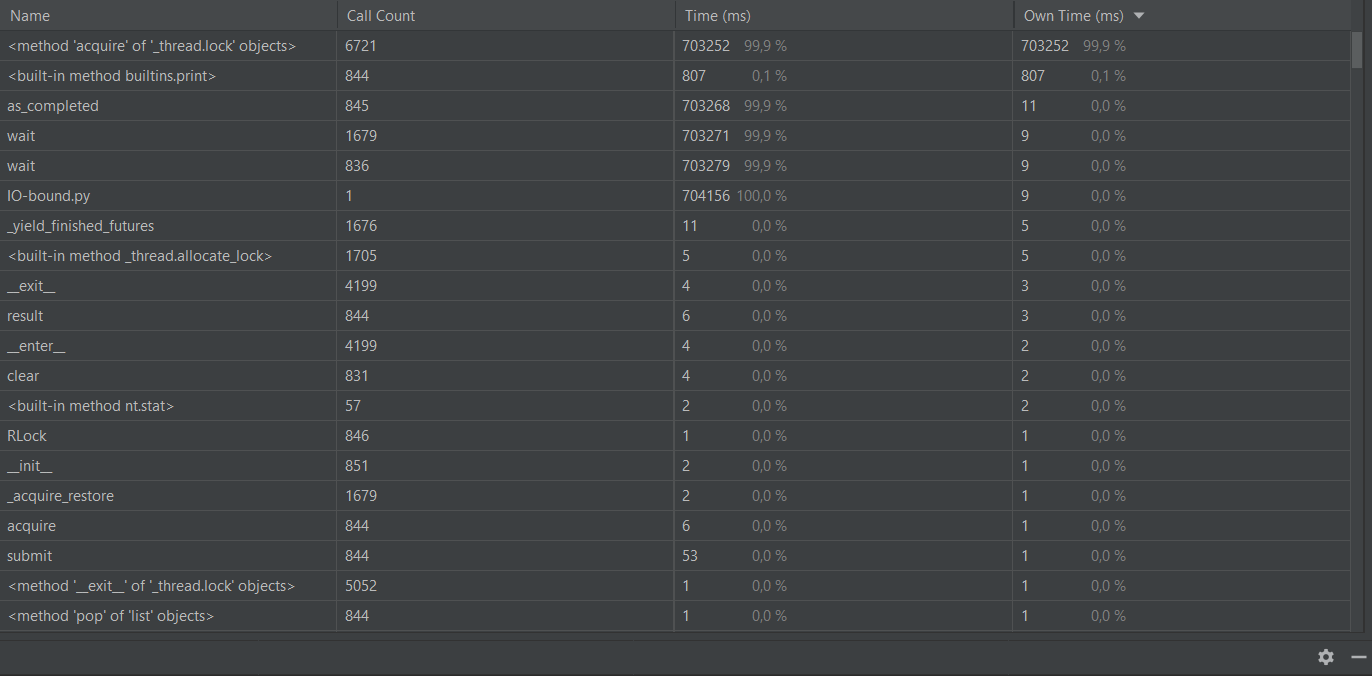 Name Call Count Time (ms) Own Time (ms)
<method 'acquire' of '_thread.lock' objects> 6721 703252 99,9 % 703252 99,9 %
<built-in method builtins.print> 844 807 0,1 % 807 0,1 %
as_completed 845 703268 99,9 % 11 0,0 %
wait 1679 703271 99,9 % 9 0,0 %
wait 836 703279 99,9 % 9 0,0 %
IO-bound.py 1 704156 100,0 % 9 0,0 %
_yield_finished_futures 1676 11 0,0 % 5 0,0 %
<built-in method _thread.allocate_lock> 1705 5 0,0 % 5 0,0 %
__exit__ 4199 4 0,0 % 3 0,0 %
result 844 6 0,0 % 3 0,0 %
__enter__ 4199 4 0,0 % 2 0,0 %
clear 831 4 0,0 % 2 0,0 %
<built-in method nt.stat> 57 2 0,0 % 2 0,0 %
RLock 846 1 0,0 % 1 0,0 %
__init__ 851 2 0,0 % 1 0,0 %
_acquire_restore 1679 2 0,0 % 1 0,0 %
acquire 844 6 0,0 % 1 0,0 %
submit 844 53 0,0 % 1 0,0 %
<method '__exit__' of '_thread.lock' objects> 5052 1 0,0 % 1 0,0 %
<method 'pop' of 'list' objects> 844 1 0,0 % 1 0,0 %